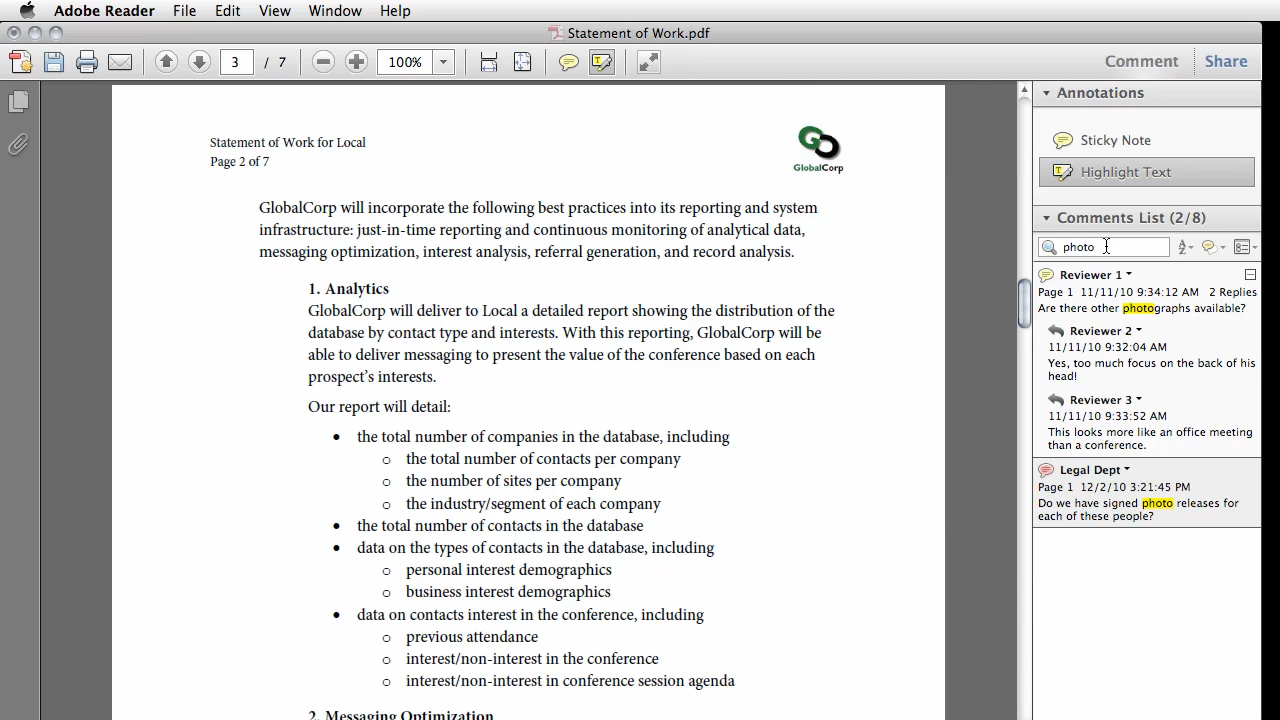 Adobe Reader File Edit View Window Help
Statement of Work.pdf
3 / 7 100% Comment Share
Statement of Work for Local
Page 2 of 7
GlobalCorp
GlobalCorp will incorporate the following best practices into its reporting and system
infrastructure: just-in-time reporting and continuous monitoring of analytical data,
messaging optimization, interest analysis, referral generation, and record analysis.
1. Analytics
GlobalCorp will deliver to Local a detailed report showing the distribution of the
database by contact type and interests. With this reporting, GlobalCorp will be
able to deliver messaging to present the value of the conference based on each
prospect's interests.
Our report will detail:
• the total number of companies in the database, including
o the total number of contacts per company
o the number of sites per company
o the industry/segment of each company
• the total number of contacts in the database
• data on the types of contacts in the database, including
o personal interest demographics
o business interest demographics
• data on contacts interest in the conference, including
o previous attendance
o interest/non-interest in the conference
o interest/non-interest in conference session agenda
2. Messaging Optimization
Annotations
Sticky Note
Highlight Text
Comments List (2/8)
photo
Reviewer 1
Page 1 11/11/10 9:34:12 AM 2 Replies
Are there other photographs available?
Reviewer 2
11/11/10 9:32:04 AM
Yes, too much focus on the back of his
head!
Reviewer 3
11/11/10 9:33:52 AM
This looks more like an office meeting
than a conference.
Legal Dept
Page 1 12/2/10 3:21:45 PM
Do we have signed photo releases for
each of these people?